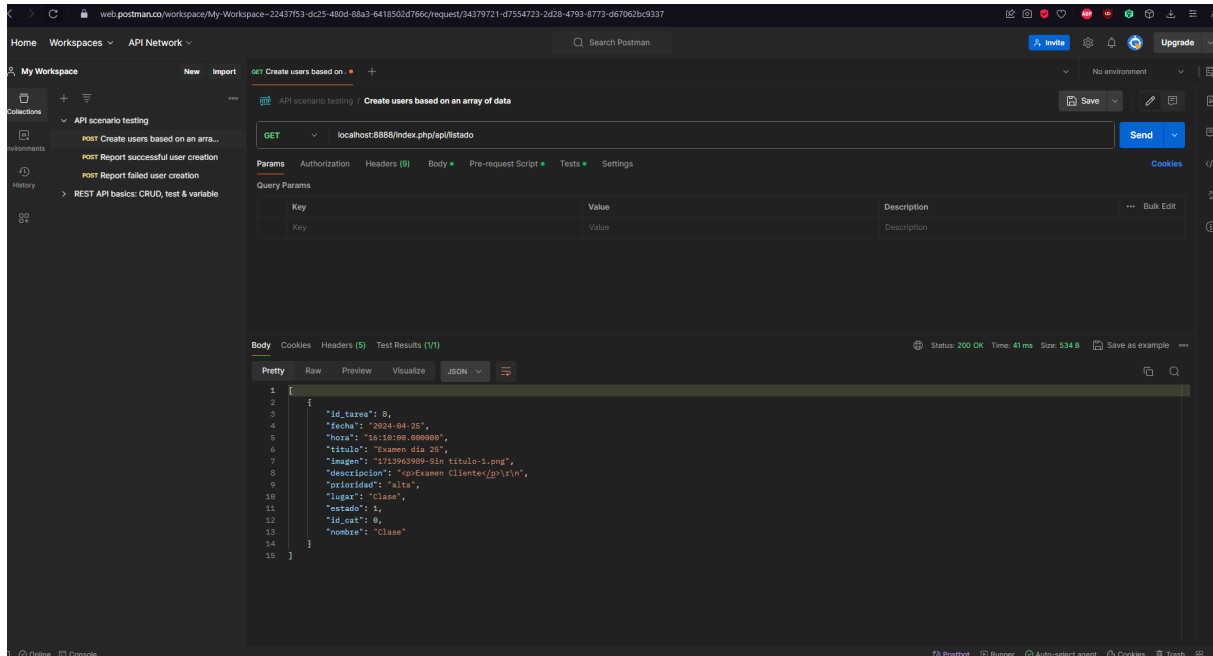 web.postman.co/workspace/My-Workspace~22437f53-dc25-480d-88a3-6418502d766c/request/34379721-d7554723-2d28-4793-8773-d67062bc9337
Home Workspaces API Network Search Postman Invite Upgrade
My Workspace New Import GET Create users based on No environment
Collections
API scenario testing / Create users based on an array of data Save
API scenario testing
POST Create users based on an arra...
POST Report successful user creation
POST Report failed user creation
REST API basics: CRUD, test & variable
History
GET localhost:8888/index.php/api/listado Send
Params Authorization Headers (9) Body Pre-request Script Tests Settings Cookies
Query Params
Key Value Description Bulk Edit
Key Value Description
Body Cookies Headers (5) Test Results (1/1) Status: 200 OK Time: 41 ms Size: 534 B Save as example
Pretty Raw Preview Visualize JSON
1 [
2 {
3 "id_tarea": 8,
4 "fecha": "2024-04-25",
5 "hora": "16:10:00.000000",
6 "titulo": "Examen dia 25",
7 "imagen": "1713963989-Sin título-1.png",
8 "descripcion": "<p>Examen Cliente</p>\r\n",
9 "prioridad": "alta",
10 "lugar": "Clase",
11 "estado": 1,
12 "id_cat": 0,
13 "nombre": "Clase"
14 }
15 ]
Online Console Postbot Runner Auto-select agent Cookies Trash